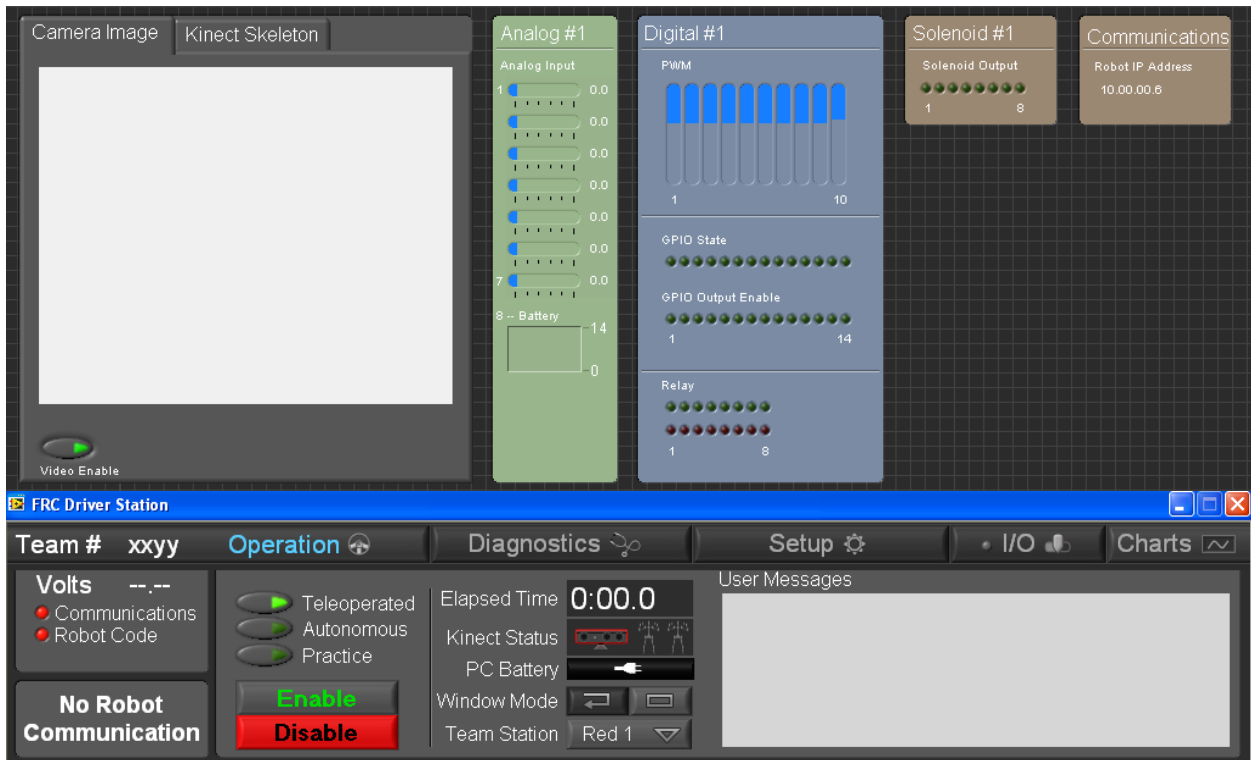 Camera Image
Kinect Skeleton
Video Enable
Analog #1
Analog Input
1 0.0
0.0
0.0
0.0
0.0
0.0
7 0.0
8 -- Battery
14
0
Digital #1
PWM
1 10
GPIO State
GPIO Output Enable
1 14
Relay
1 8
Solenoid #1
Solenoid Output
1 8
Communications
Robot IP Address
10.00.00.6
FRC Driver Station
Team # xxyy
Operation
Diagnostics
Setup
I/O
Charts
Volts --.--
Communications
Robot Code
No Robot
Communication
Teleoperated
Autonomous
Practice
Enable
Disable
Elapsed Time 0:00.0
Kinect Status
PC Battery
Window Mode
Team Station Red 1
User Messages